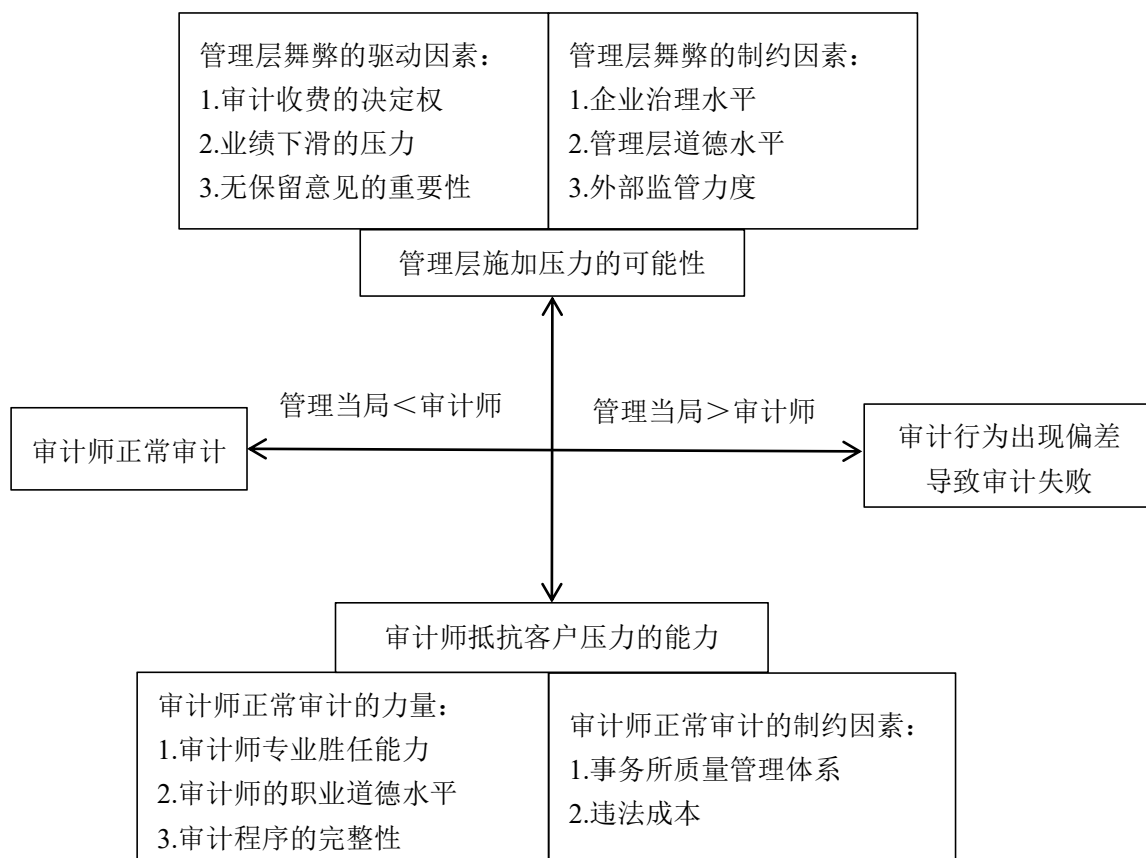 管理层舞弊的驱动因素：
1.审计收费的决定权
2.业绩下滑的压力
3.无保留意见的重要性
管理层舞弊的制约因素：
1.企业治理水平
2.管理层道德水平
3.外部监管力度
管理层施加压力的可能性
管理当局＜审计师
管理当局＞审计师
审计师正常审计
审计行为出现偏差
导致审计失败
审计师抵抗客户压力的能力
审计师正常审计的力量：
1.审计师专业胜任能力
2.审计师的职业道德水平
3.审计程序的完整性
审计师正常审计的制约因素：
1.事务所质量管理体系
2.违法成本